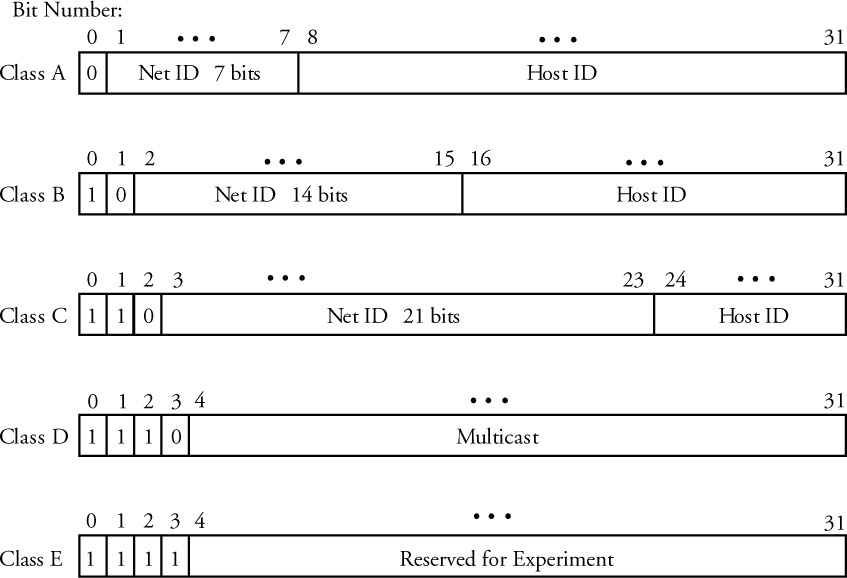 Bit Number:
0 1 ••• 7 8 ••• 31
Class A 0 Net ID 7 bits Host ID
0 1 2 ••• 15 16 ••• 31
Class B 1 0 Net ID 14 bits Host ID
0 1 2 3 ••• 23 24 ••• 31
Class C 1 1 0 Net ID 21 bits Host ID
0 1 2 3 4 ••• 31
Class D 1 1 1 0 Multicast
0 1 2 3 4 ••• 31
Class E 1 1 1 1 Reserved for Experiment